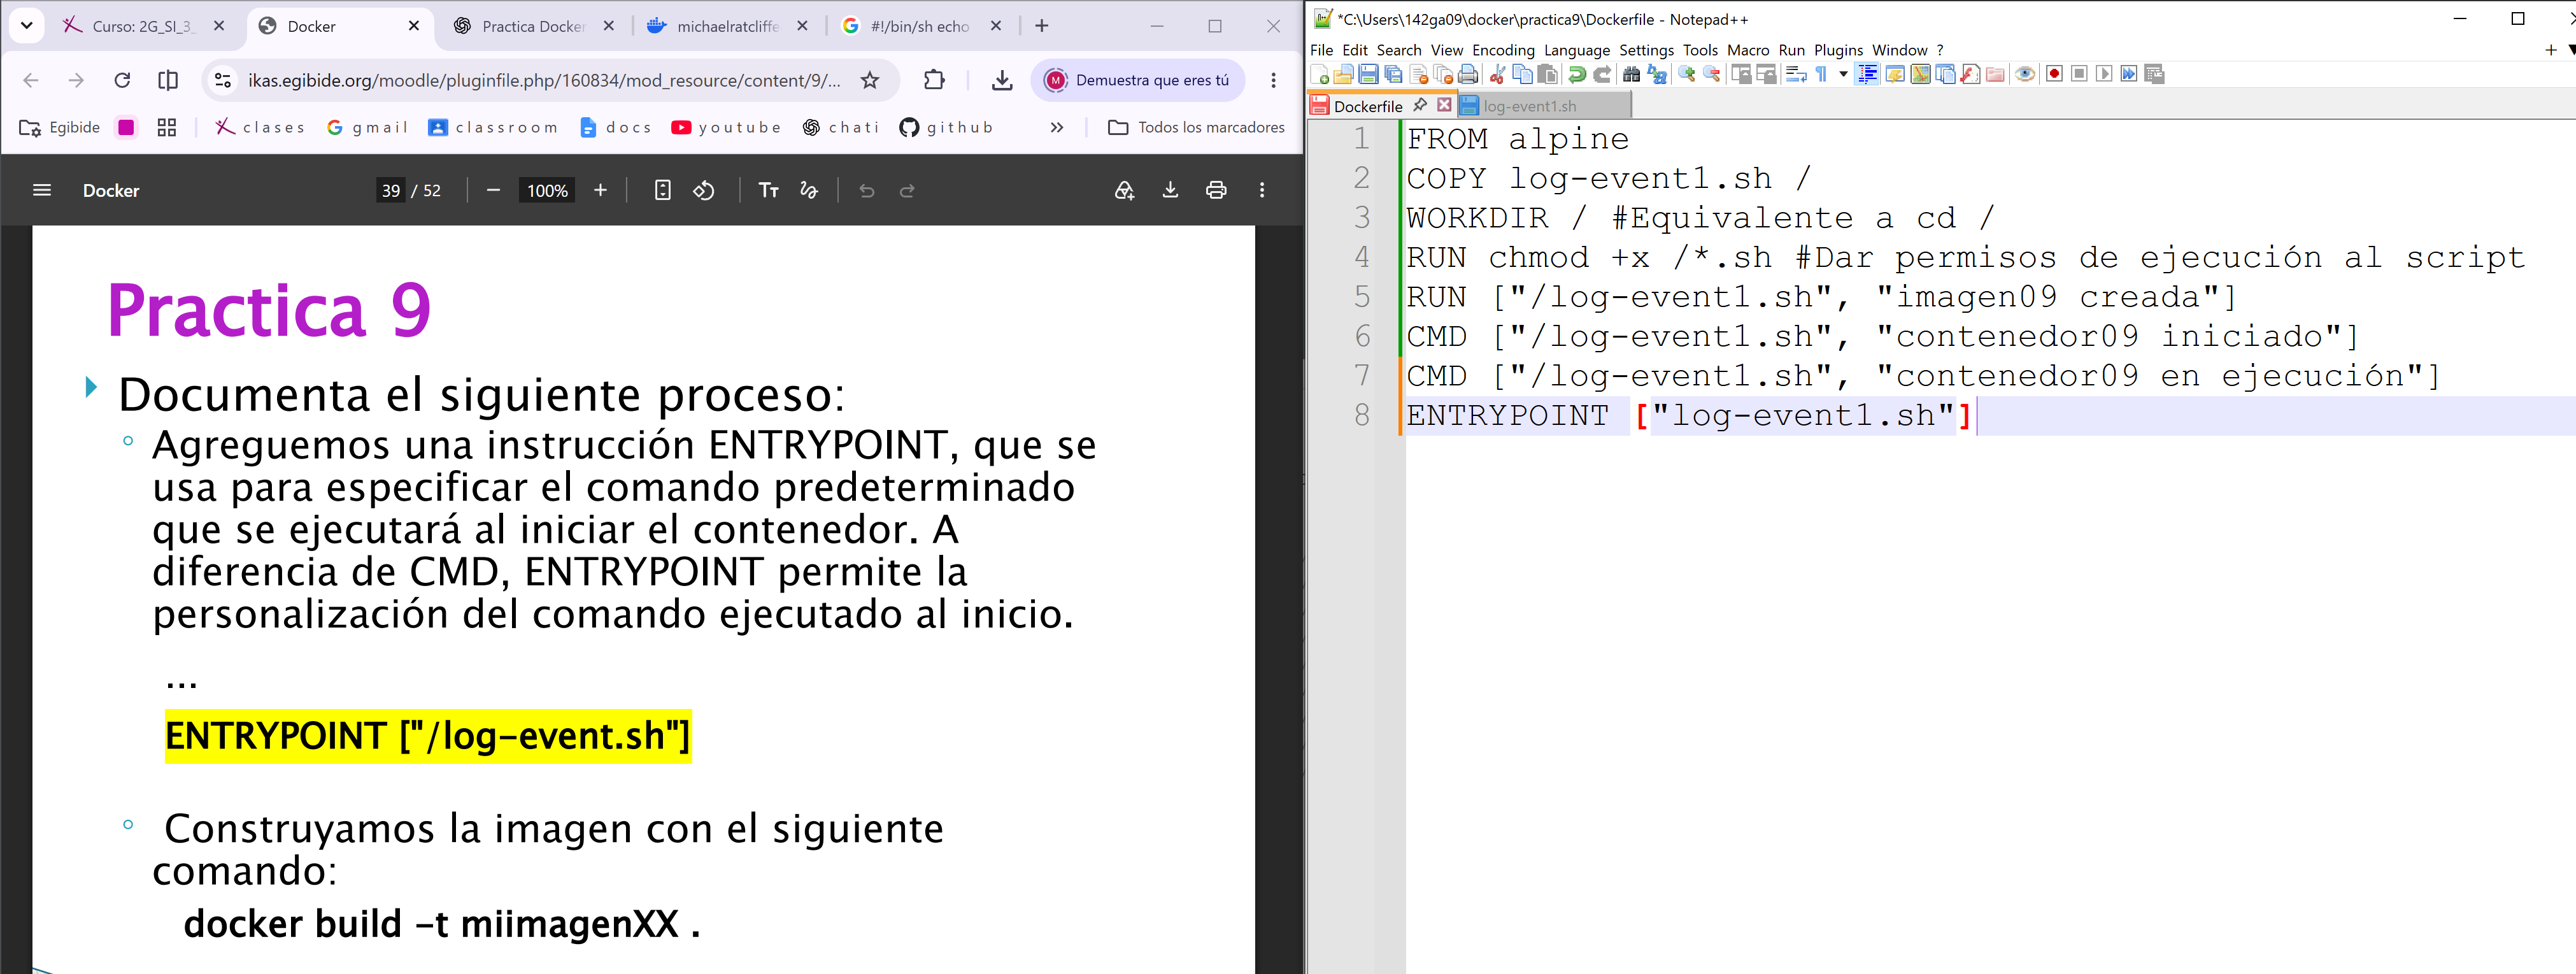 Curso: 2G_SI_3_
Docker
Practica Docker
michaelratcliffe
#!/bin/sh echo
ikas.egibide.org/moodle/pluginfile.php/160834/mod_resource/content/9/...
M
Demuestra que eres tú
Egibide
clases
gmail
classroom
docs
youtube
chati
github
Todos los marcadores
Docker
39 / 52
100%
Practica 9
Documenta el siguiente proceso:
Agreguemos una instrucción ENTRYPOINT, que se
usa para especificar el comando predeterminado
que se ejecutará al iniciar el contenedor. A
diferencia de CMD, ENTRYPOINT permite la
personalización del comando ejecutado al inicio.
...
ENTRYPOINT ["/log-event.sh"]
Construyamos la imagen con el siguiente
comando:
docker build -t miimagenXX .
*C:\Users\142ga09\docker\practica9\Dockerfile - Notepad++
File Edit Search View Encoding Language Settings Tools Macro Run Plugins Window ?
Dockerfile
log-event1.sh
1 FROM alpine
2 COPY log-event1.sh /
3 WORKDIR / #Equivalente a cd /
4 RUN chmod +x /*.sh #Dar permisos de ejecución al script
5 RUN ["/log-event1.sh", "imagen09 creada"]
6 CMD ["/log-event1.sh", "contenedor09 iniciado"]
7 CMD ["/log-event1.sh", "contenedor09 en ejecución"]
8 ENTRYPOINT ["log-event1.sh"]